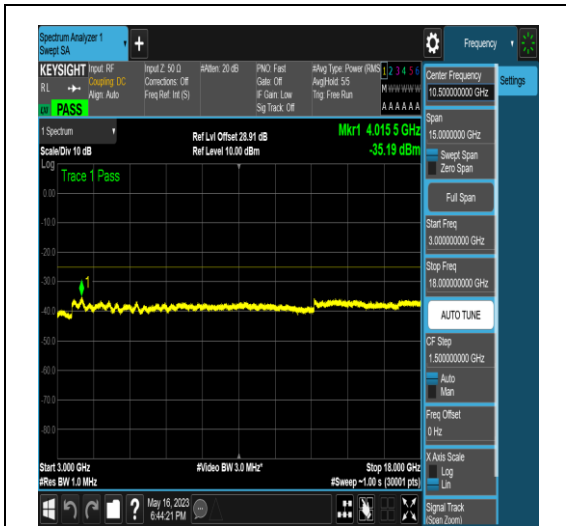 Spectrum Analyzer 1
Swept SA
+
Frequency
KEYSIGHT
Input: RF
Coupling: DC
Align: Auto
Input Z: 50 Ω
Corrections: Off
Freq Ref: Int (S)
#Atten: 20 dB
PNO: Fast
Gate: Off
IF Gain: Low
Sig Track: Off
#Avg Type: Power (RMS
Avg|Hold: 5/5
Trig: Free Run
1 2 3 4 5 6
M W W W W W
A A A A A A
RL
PASS
Center Frequency
10.500000000 GHz
Settings
Span
15.0000000 GHz
Swept Span
Zero Span
Full Span
Start Freq
3.000000000 GHz
Stop Freq
18.000000000 GHz
AUTO TUNE
CF Step
1.500000000 GHz
Auto
Man
Freq Offset
0 Hz
X Axis Scale
Log
Lin
Signal Track
(Span Zoom)
1 Spectrum
Scale/Div 10 dB
Ref Lvl Offset 28.91 dB
Ref Level 10.00 dBm
Mkr1 4.015 5 GHz
-35.19 dBm
Log
Trace 1 Pass
0.00
-10.0
-20.0
-30.0
-40.0
-50.0
-60.0
-70.0
-80.0
1
Start 3.000 GHz
#Res BW 1.0 MHz
#Video BW 3.0 MHz*
Stop 18.000 GHz
#Sweep ~1.00 s (30001 pts)
?
May 16, 2023
6:44:21 PM